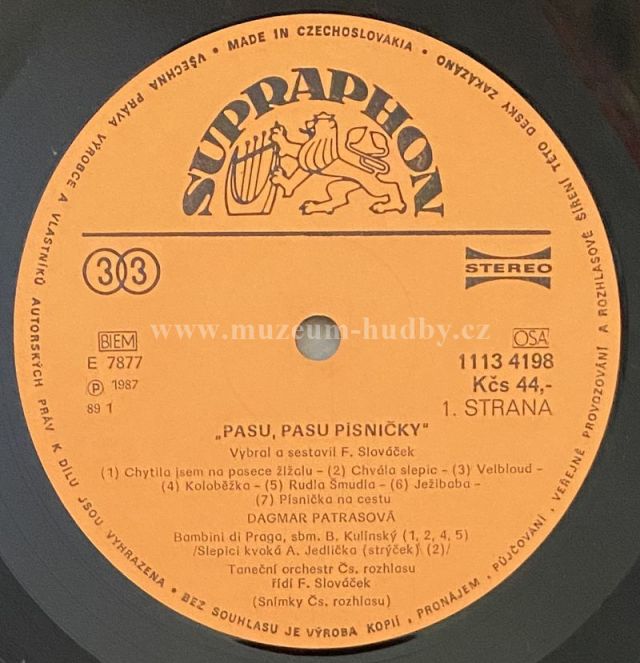 VŠECHNA PRÁVA VÝROBCE A VLASTNÍKŮ AUTORSKÝCH PRÁV K DÍLU JSOU VYHRAZENA • BEZ SOUHLASU JE VÝROBA KOPIÍ, PRONÁJEM, PŮJČOVÁNÍ, VEŘEJNÉ PROVOZOVÁNÍ A ROZHLASOVÉ ŠÍŘENÍ TÉTO DESKY ZAKÁZÁNO • MADE IN CZECHOSLOVAKIA •
SUPRAPHON
33
STEREO
www.muzeum-hudby.cz
BIEM
OSA
E 7877
1113 4198
Ⓟ 1987
Kčs 44,-
89 1
1. STRANA
„PASU, PASU PÍSNIČKY"
Vybral a sestavil F. Slováček
(1) Chytila jsem na pasece žížalu – (2) Chvála slepic – (3) Velbloud –
(4) Koloběžka – (5) Rudla Šmudla – (6) Ježibaba –
(7) Písnička na cestu
DAGMAR PATRASOVÁ
Bambini di Praga, sbm. B. Kulínský (1, 2, 4, 5)
/Slepici kvoká A. Jedlička (strýček) (2)/
Taneční orchestr Čs. rozhlasu
řídí F. Slováček
(Snímky Čs. rozhlasu)